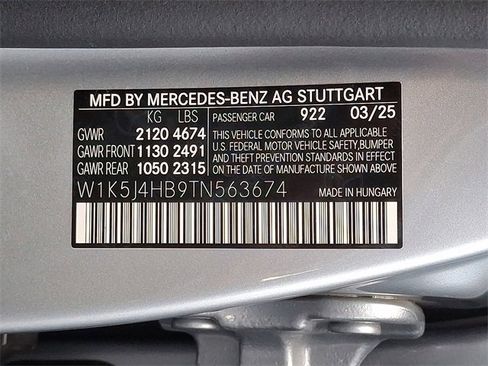 MFD BY MERCEDES-BENZ AG STUTTGART
KG LBS PASSENGER CAR 922 03/25
GVWR 2120 4674 THIS VEHICLE CONFORMS TO ALL APPLICABLE
GAWR FRONT 1130 2491 U.S. FEDERAL MOTOR VEHICLE SAFETY,BUMPER
GAWR REAR 1050 2315 AND THEFT PREVENTION STANDARDS IN EFFECT
ON THE DATE OF MANUFACTURE SHOWN ABOVE
W1K5J4HB9TN563674 MADE IN HUNGARY